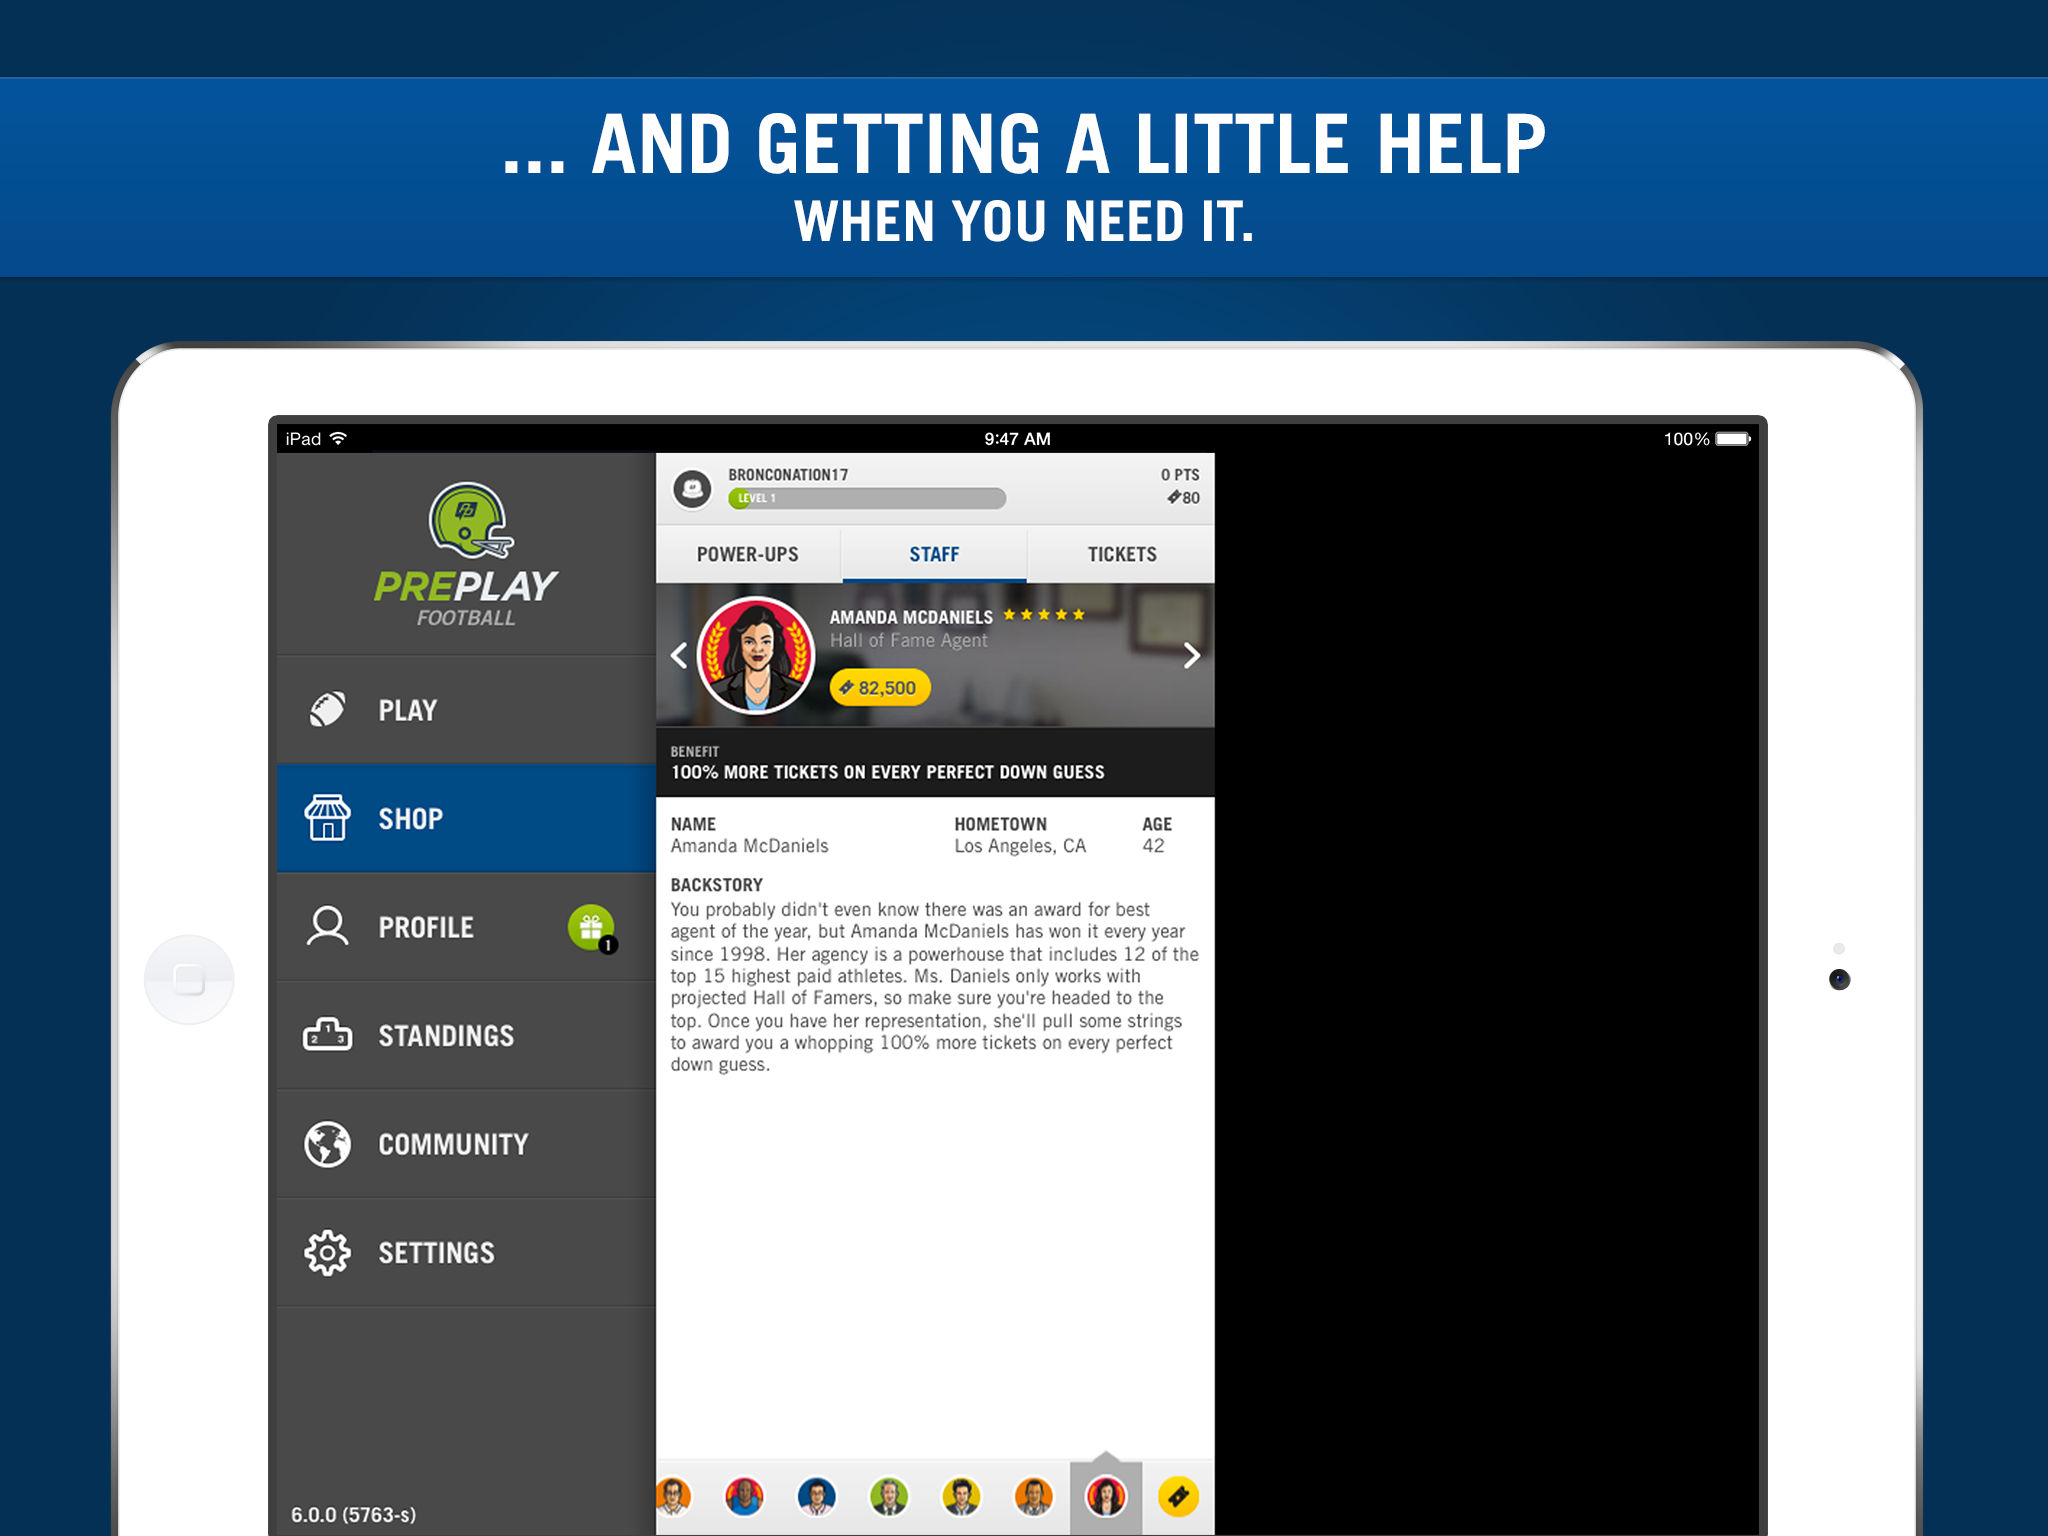 ... AND GETTING A LITTLE HELP
WHEN YOU NEED IT.
iPad
9:47 AM
100%
PREPLAY
FOOTBALL
PLAY
SHOP
PROFILE
1
STANDINGS
COMMUNITY
SETTINGS
6.0.0 (5763-s)
BRONCONATION17
0 PTS
LEVEL 1
80
POWER-UPS
STAFF
TICKETS
AMANDA MCDANIELS
Hall of Fame Agent
82,500
BENEFIT
100% MORE TICKETS ON EVERY PERFECT DOWN GUESS
NAME HOMETOWN AGE
Amanda McDaniels Los Angeles, CA 42
BACKSTORY
You probably didn't even know there was an award for best
agent of the year, but Amanda McDaniels has won it every year
since 1998. Her agency is a powerhouse that includes 12 of the
top 15 highest paid athletes. Ms. Daniels only works with
projected Hall of Famers, so make sure you're headed to the
top. Once you have her representation, she'll pull some strings
to award you a whopping 100% more tickets on every perfect
down guess.